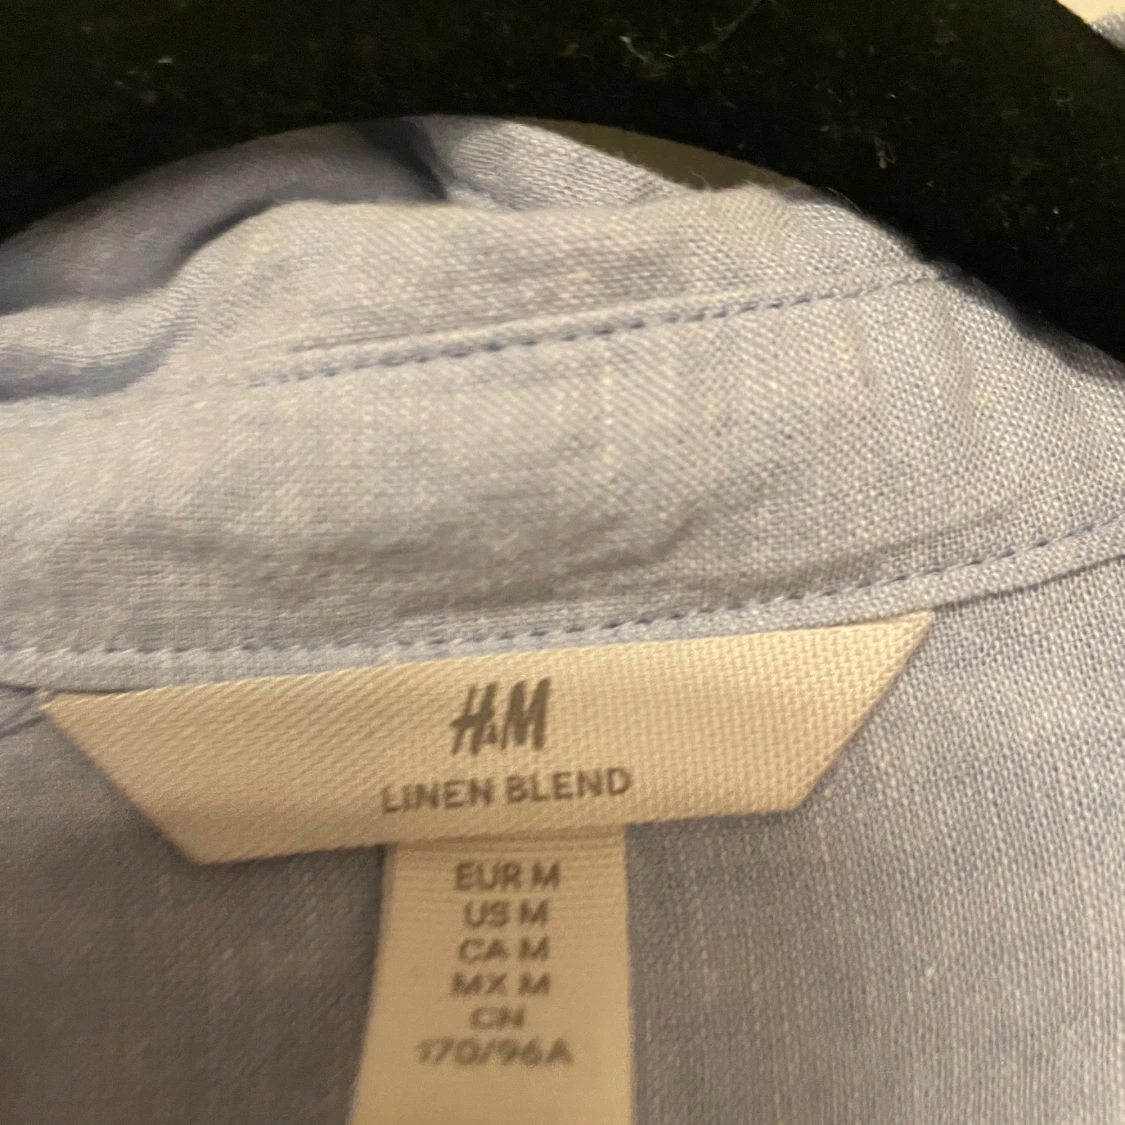 H&M
LINEN BLEND
EUR M
US M
CA M
MX M
CN
170/96A